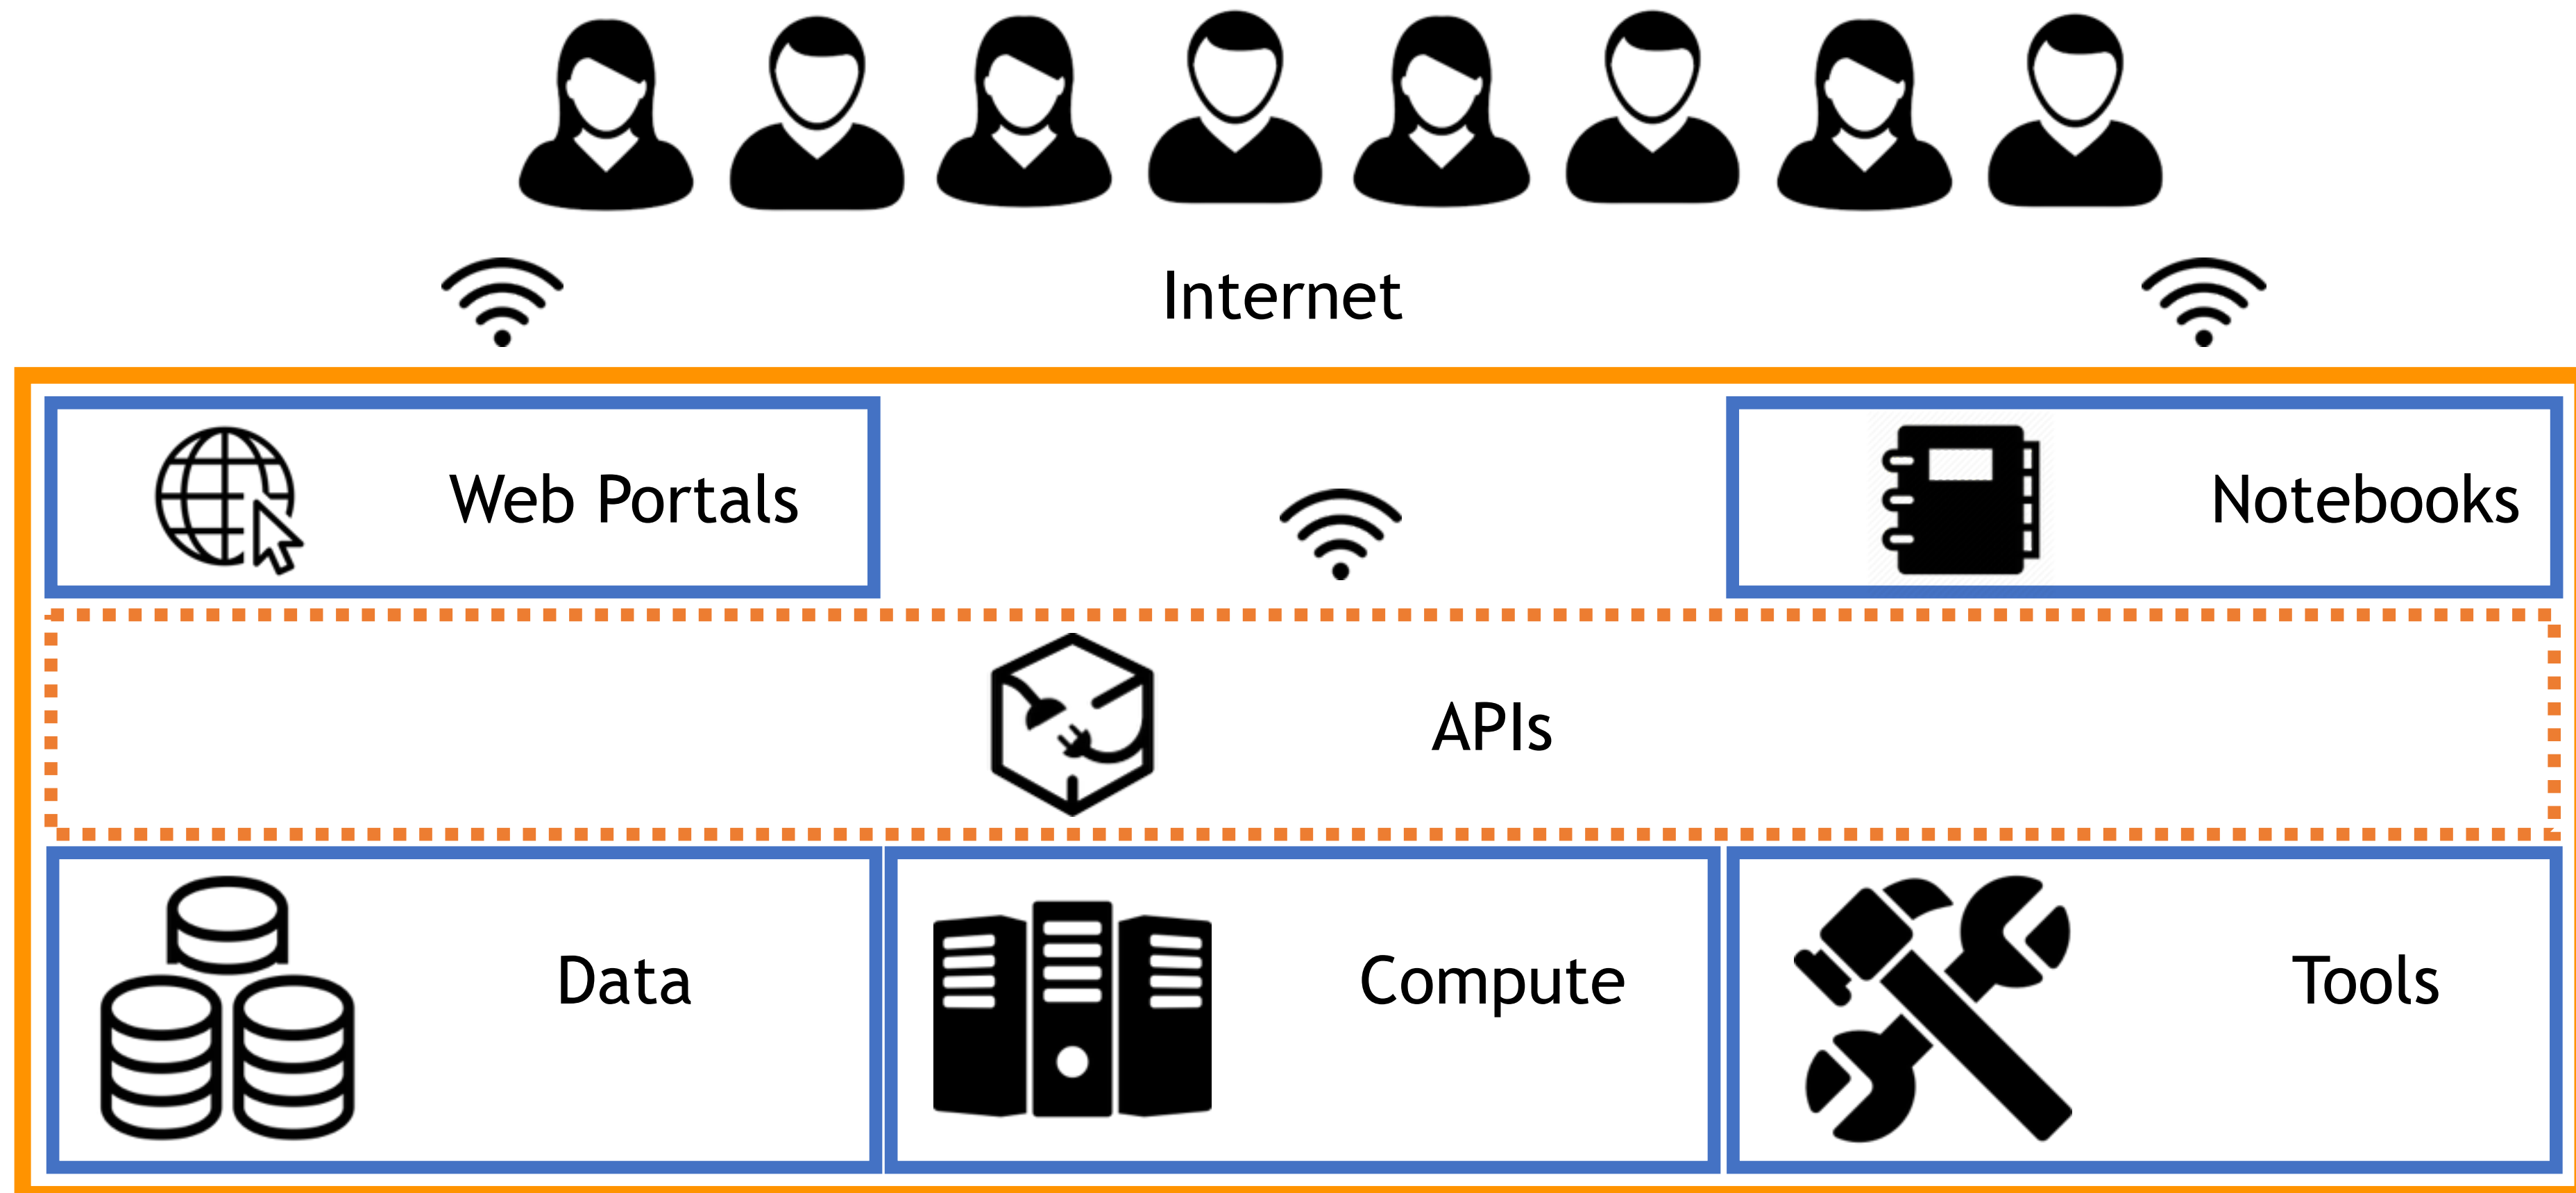 Internet
Web Portals
Notebooks
APIs
Data
Compute
Tools